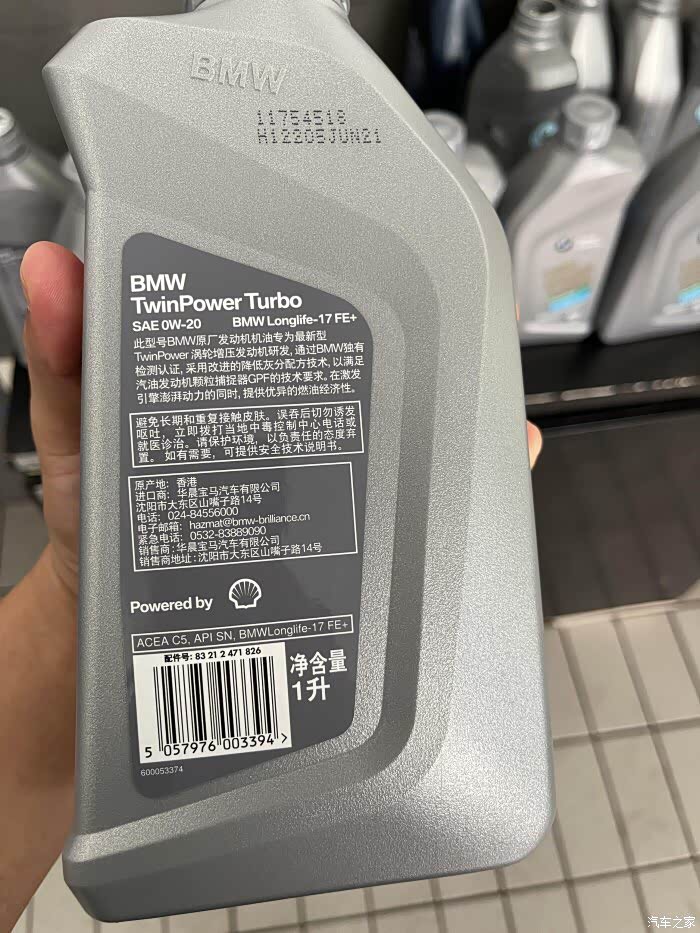 BMW
11754518
H12205JUN21
BMW
TwinPower Turbo
SAE 0W-20 BMW Longlife-17 FE+
此型号BMW原厂发动机机油专为最新型
TwinPower 涡轮增压发动机研发, 通过BMW独有
检测认证, 采用改进的降低灰分配方技术, 以满足
汽油发动机颗粒捕捉器GPF的技术要求。在激发
引擎澎湃动力的同时, 提供优异的燃油经济性。
避免长期和重复接触皮肤。误吞后切勿诱发
呕吐, 立即拨打当地中毒控制中心电话或
就医诊治。请保护环境, 以负责任的态度弃
置。如有需要, 可提供安全技术说明书。
原产地: 香港
进口商: 华晨宝马汽车有限公司
沈阳市大东区山嘴子路14号
电话: 024-84556000
电子邮箱: hazmat@bmw-brilliance.cn
紧急电话: 0532-83889090
销售商: 华晨宝马汽车有限公司
销售商地址: 沈阳市大东区山嘴子路14号
Powered by
ACEA C5, API SN, BMWLonglife-17 FE+
配件号: 83 21 2 471 826
净含量
1升
5 057976 003394 >
600053374
汽车之家